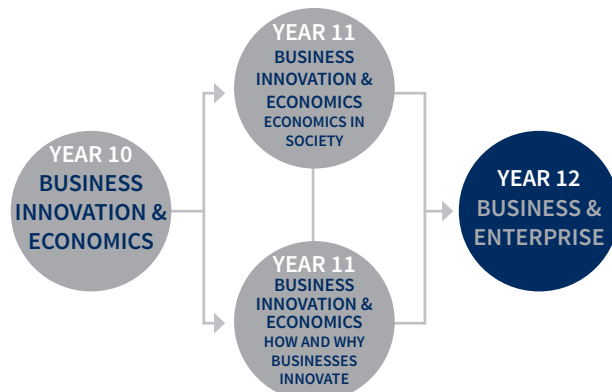 YEAR 10
BUSINESS
INNOVATION &
ECONOMICS
YEAR 11
BUSINESS
INNOVATION &
ECONOMICS
ECONOMICS IN
SOCIETY
YEAR 11
BUSINESS
INNOVATION &
ECONOMICS
HOW AND WHY
BUSINESSES
INNOVATE
YEAR 12
BUSINESS &
ENTERPRISE